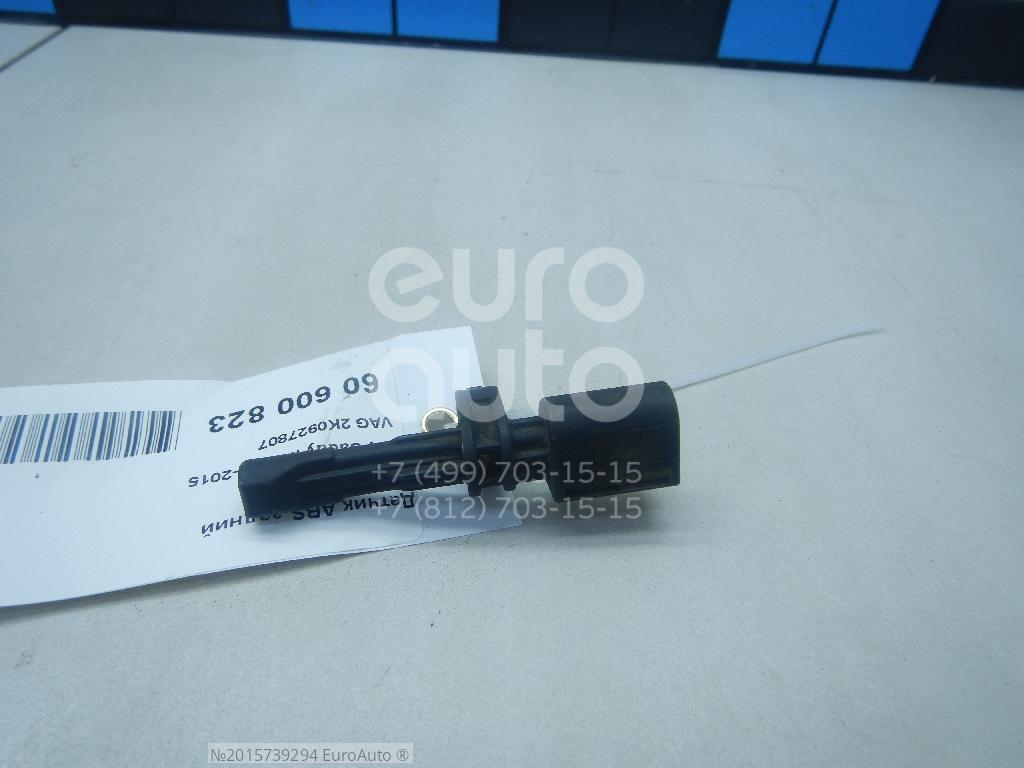 euro
auto
60 600 823
VAG 2K0927807
-2015
Датчик ABS задний
+7 (499) 703-15-15
+7 (812) 703-15-15
№2015739294 EuroAuto ®